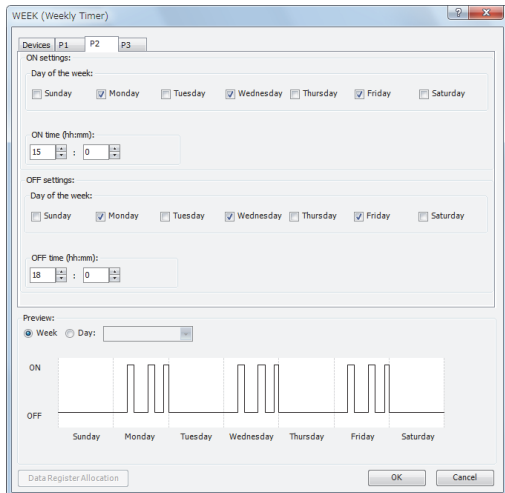 WEEK (Weekly Timer)
? X
Devices P1 P2 P3
ON settings:
Day of the week:
Sunday Monday Tuesday Wednesday Thursday Friday Saturday
ON time (hh:mm):
15 : 0
OFF settings:
Day of the week:
Sunday Monday Tuesday Wednesday Thursday Friday Saturday
OFF time (hh:mm):
18 : 0
Preview:
Week Day:
ON
OFF
Sunday Monday Tuesday Wednesday Thursday Friday Saturday
Data Register Allocation OK Cancel